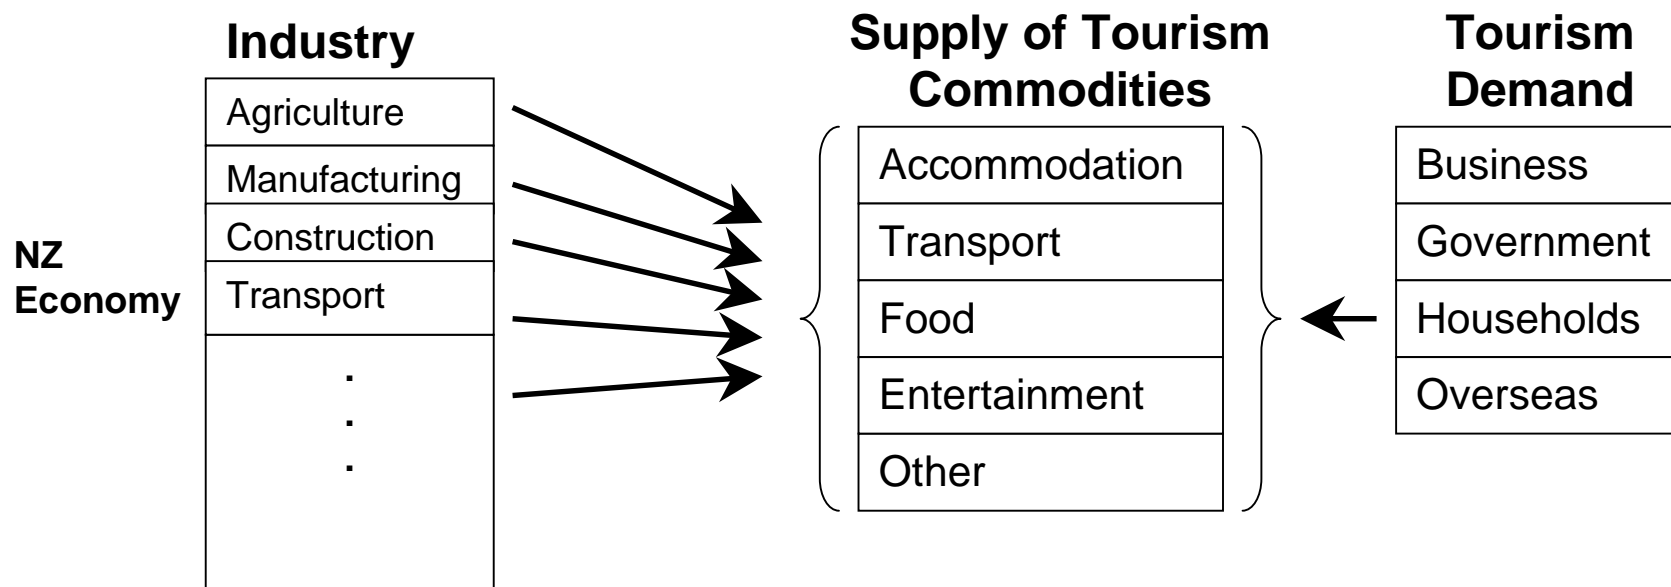 Industry
Agriculture
Manufacturing
Construction
Transport
.
.
.
NZ
Economy
Supply of Tourism
Commodities
Accommodation
Transport
Food
Entertainment
Other
Tourism
Demand
Business
Government
Households
Overseas